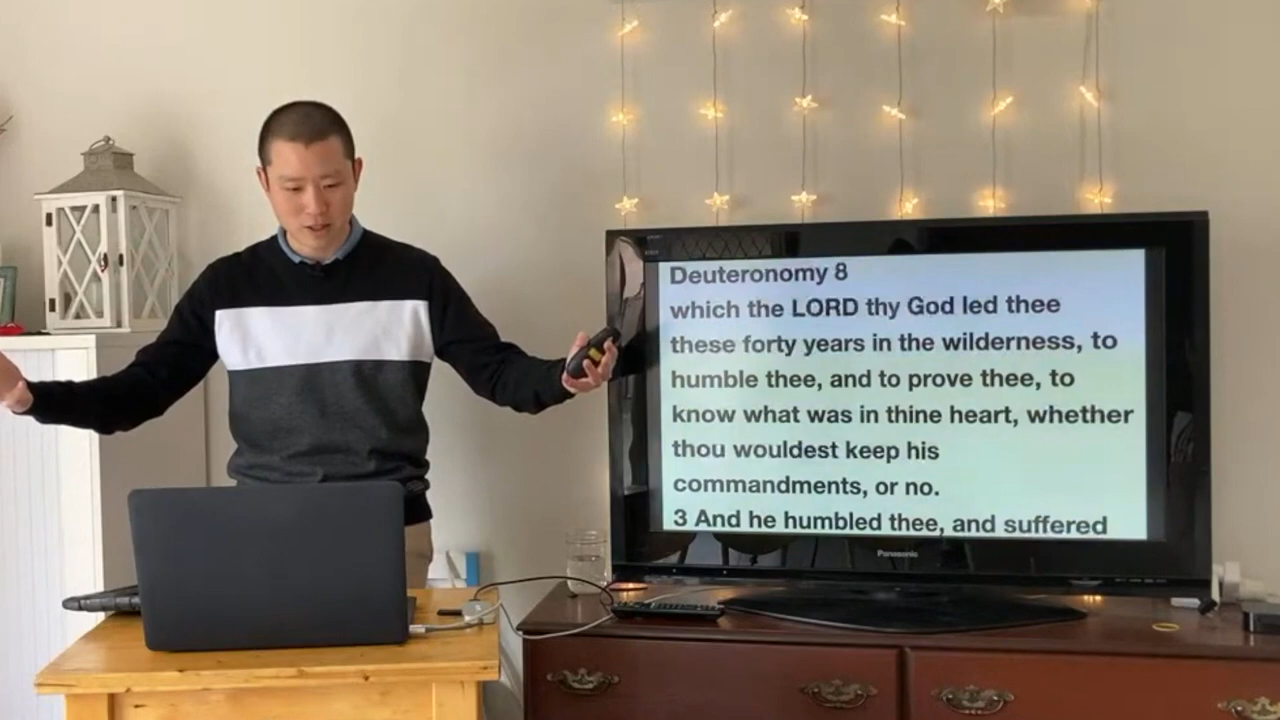 Deuteronomy 8
which the LORD thy God led thee
these forty years in the wilderness, to
humble thee, and to prove thee, to
know what was in thine heart, whether
thou wouldest keep his
commandments, or no.
3 And he humbled thee, and suffered
Panasonic